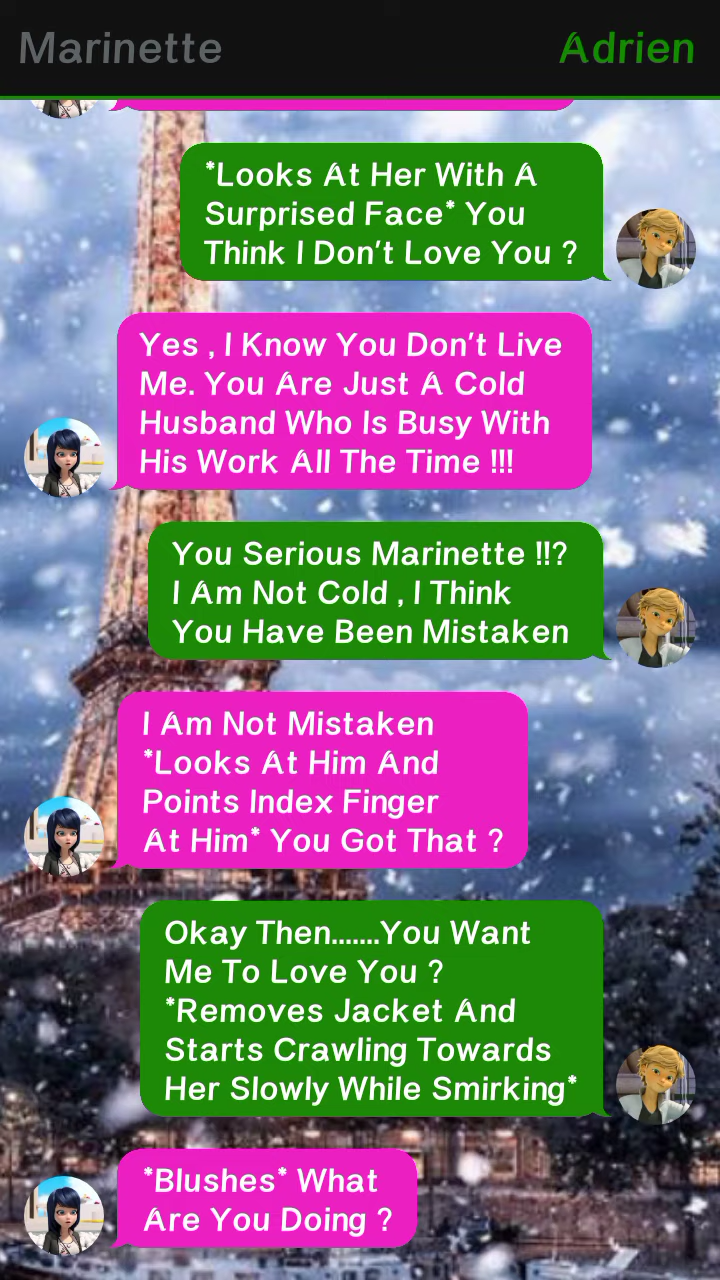 Marinette
Adrien
*Looks At Her With A
Surprised Face* You
Think I Don't Love You ?
Yes , I Know You Don't Live
Me. You Are Just A Cold
Husband Who Is Busy With
His Work All The Time !!!
You Serious Marinette !!?
I Am Not Cold , I Think
You Have Been Mistaken
I Am Not Mistaken
*Looks At Him And
Points Index Finger
At Him* You Got That ?
Okay Then.......You Want
Me To Love You ?
*Removes Jacket And
Starts Crawling Towards
Her Slowly While Smirking*
*Blushes* What
Are You Doing ?